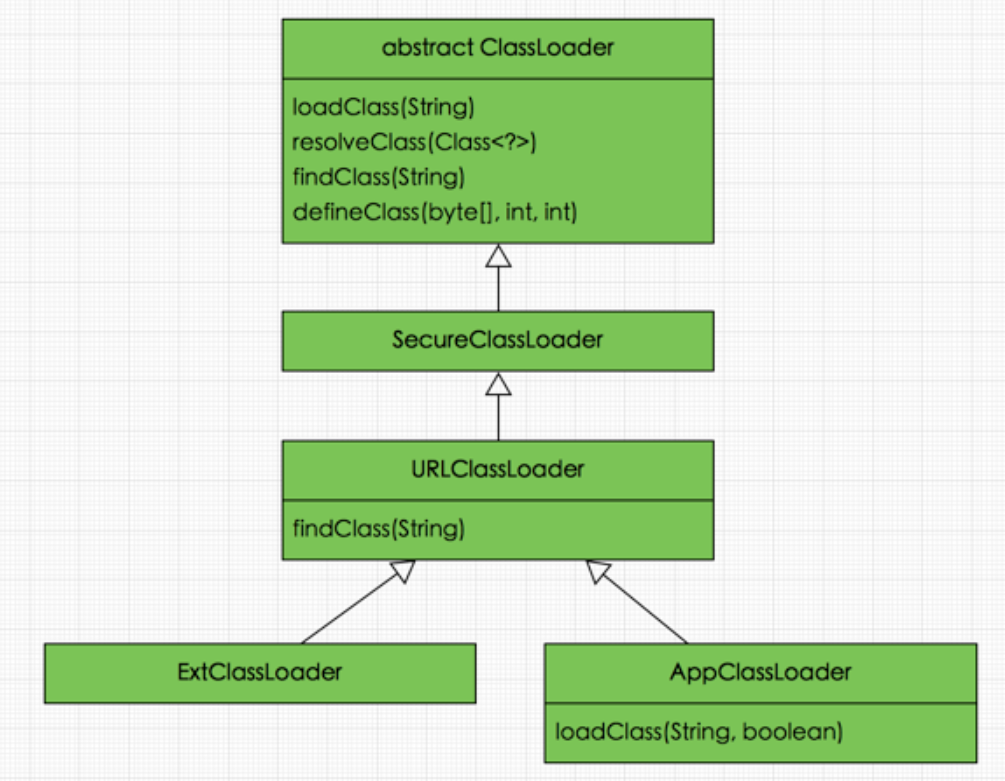 abstract ClassLoader
loadClass(String)
resolveClass(Class<?>)
findClass(String)
defineClass(byte[], int, int)
SecureClassLoader
URLClassLoader
findClass(String)
ExtClassLoader
AppClassLoader
loadClass(String, boolean)